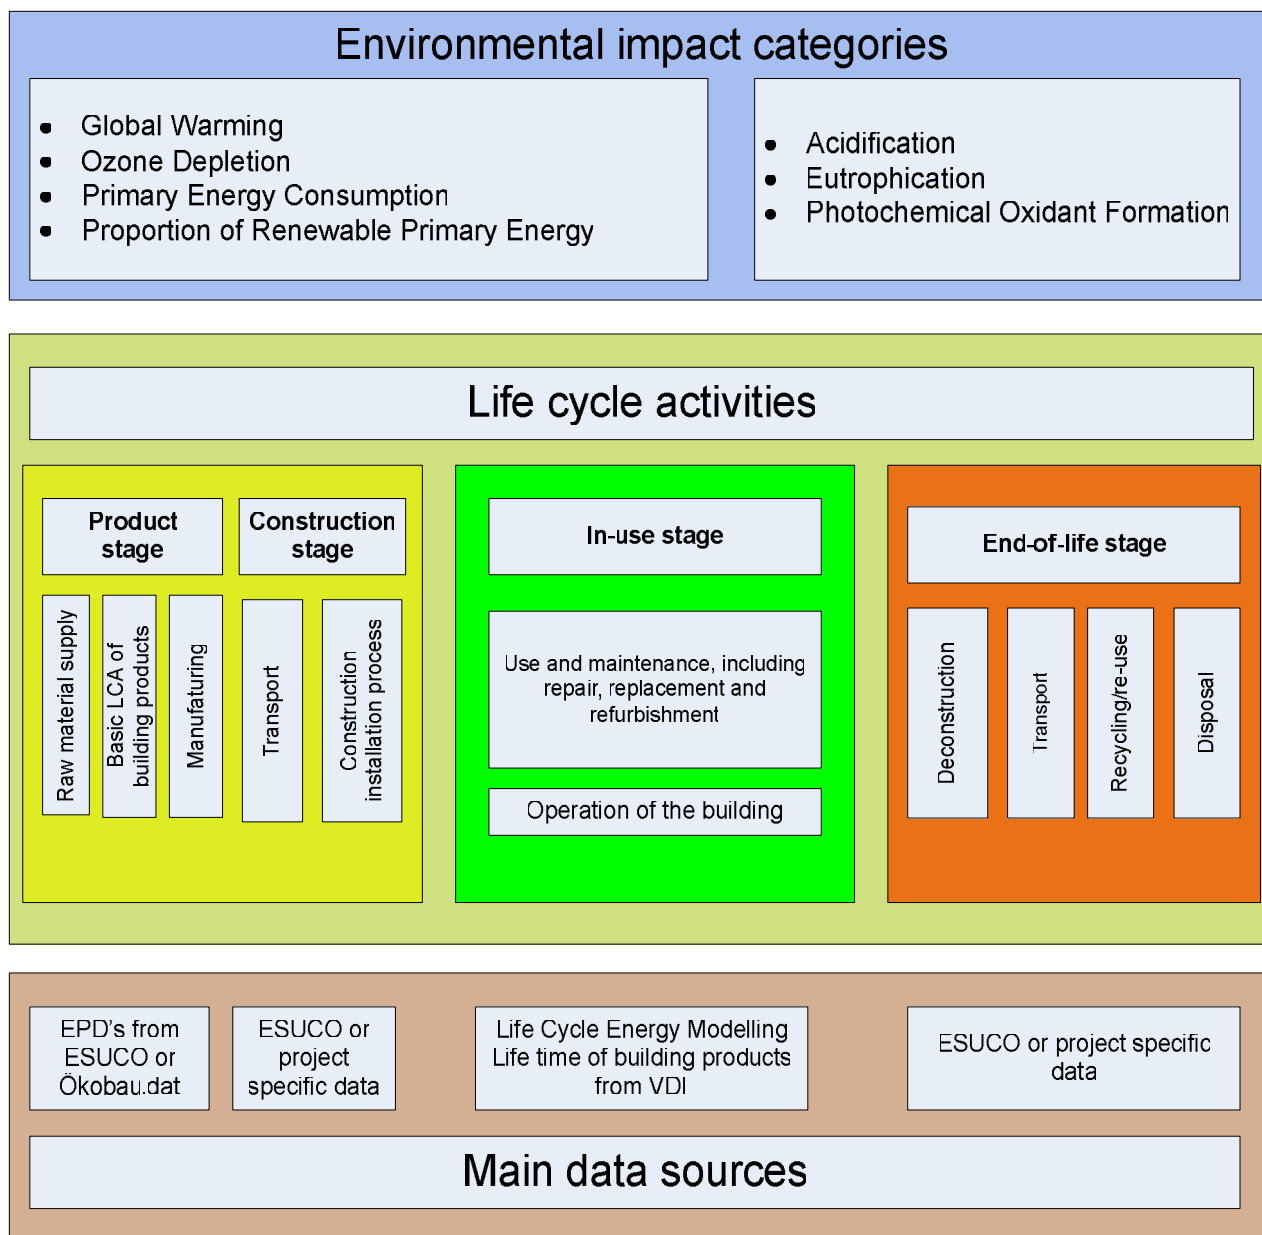 Environmental impact categories
• Global Warming
• Ozone Depletion
• Primary Energy Consumption
• Proportion of Renewable Primary Energy
• Acidification
• Eutrophication
• Photochemical Oxidant Formation
Life cycle activities
Product
stage
Construction
stage
Raw material supply
Basic LCA of
building products
Manufaturing
Transport
Construction
installation process
In-use stage
Use and maintenance, including
repair, replacement and
refurbishment
Operation of the building
End-of-life stage
Deconstruction
Transport
Recycling/re-use
Disposal
EPD's from
ESUCO or
Ökobau.dat
ESUCO or
project
specific data
Life Cycle Energy Modelling
Life time of building products
from VDI
ESUCO or project specific
data
Main data sources